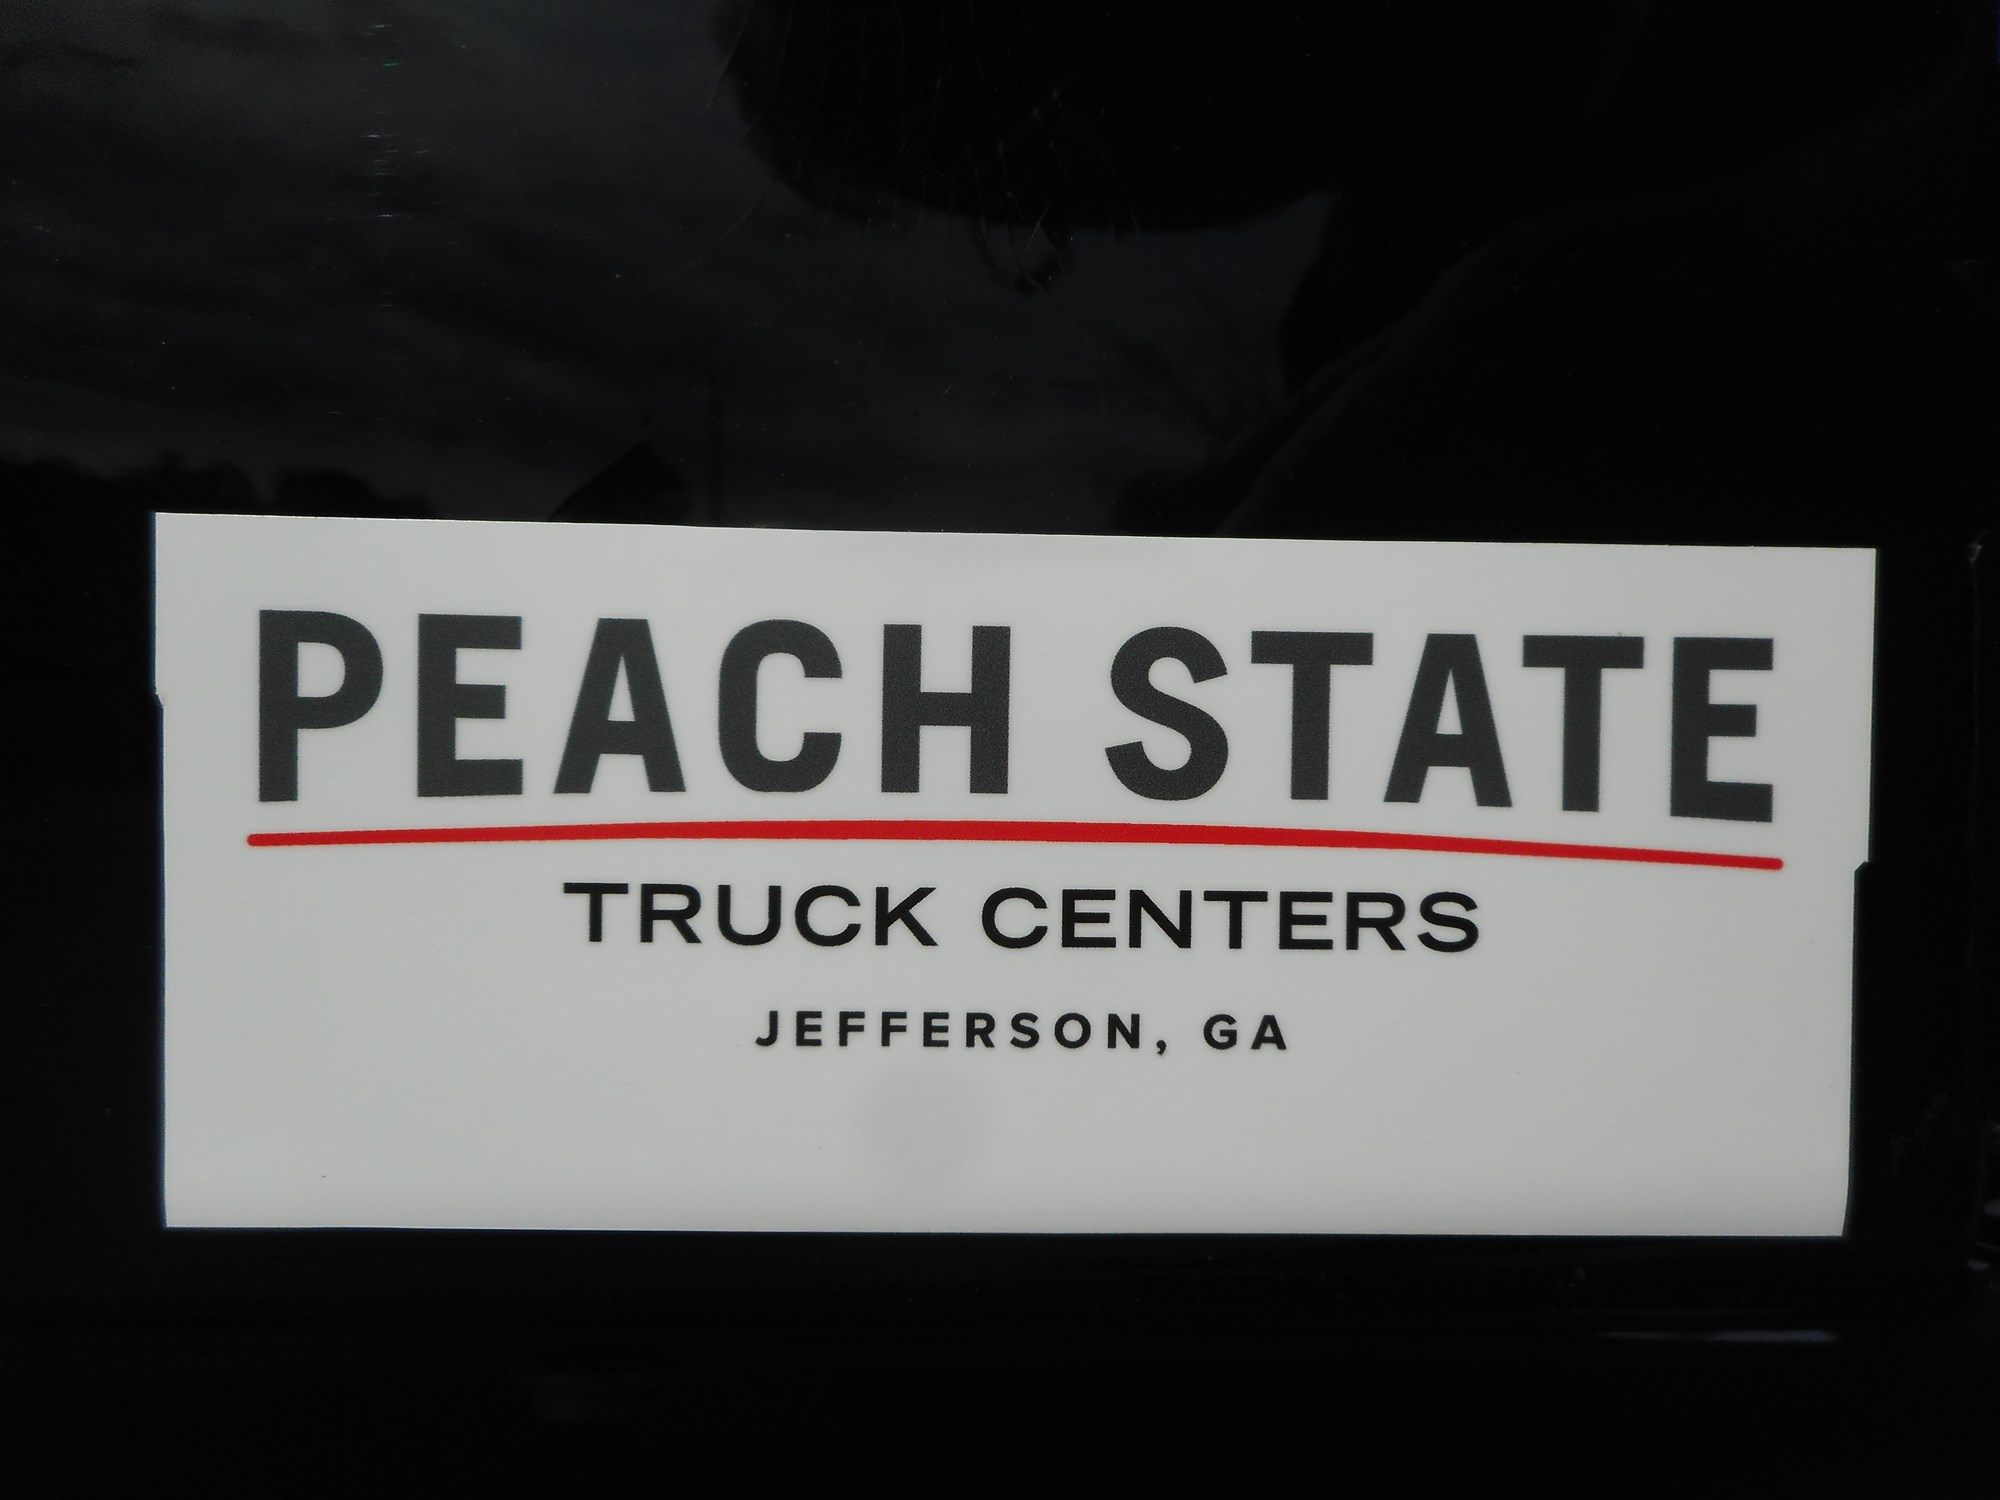 PEACH STATE
TRUCK CENTERS
JEFFERSON, GA